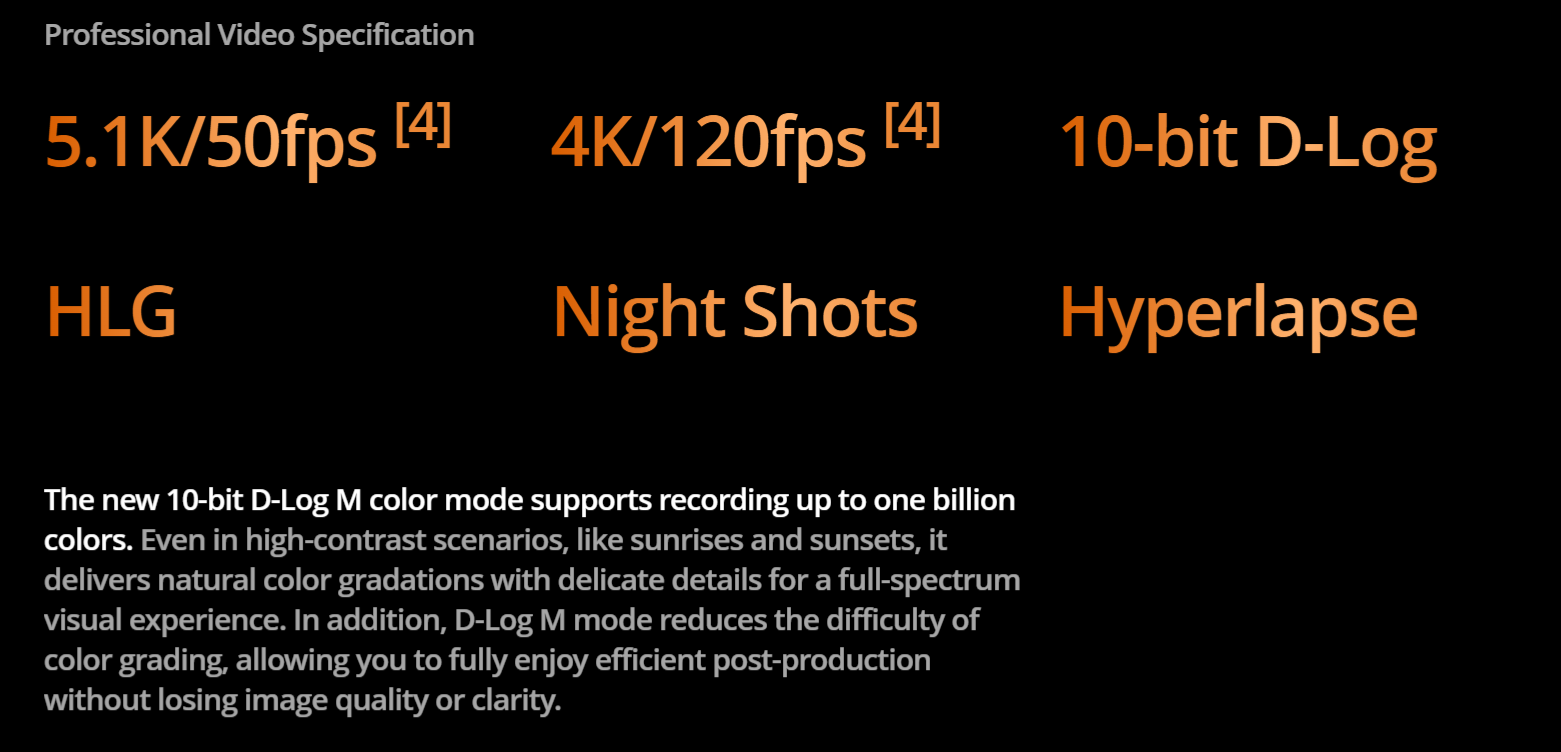 Professional Video Specification
5.1K/50fps [4] 4K/120fps [4] 10-bit D-Log
HLG Night Shots Hyperlapse
The new 10-bit D-Log M color mode supports recording up to one billion
colors. Even in high-contrast scenarios, like sunrises and sunsets, it
delivers natural color gradations with delicate details for a full-spectrum
visual experience. In addition, D-Log M mode reduces the difficulty of
color grading, allowing you to fully enjoy efficient post-production
without losing image quality or clarity.